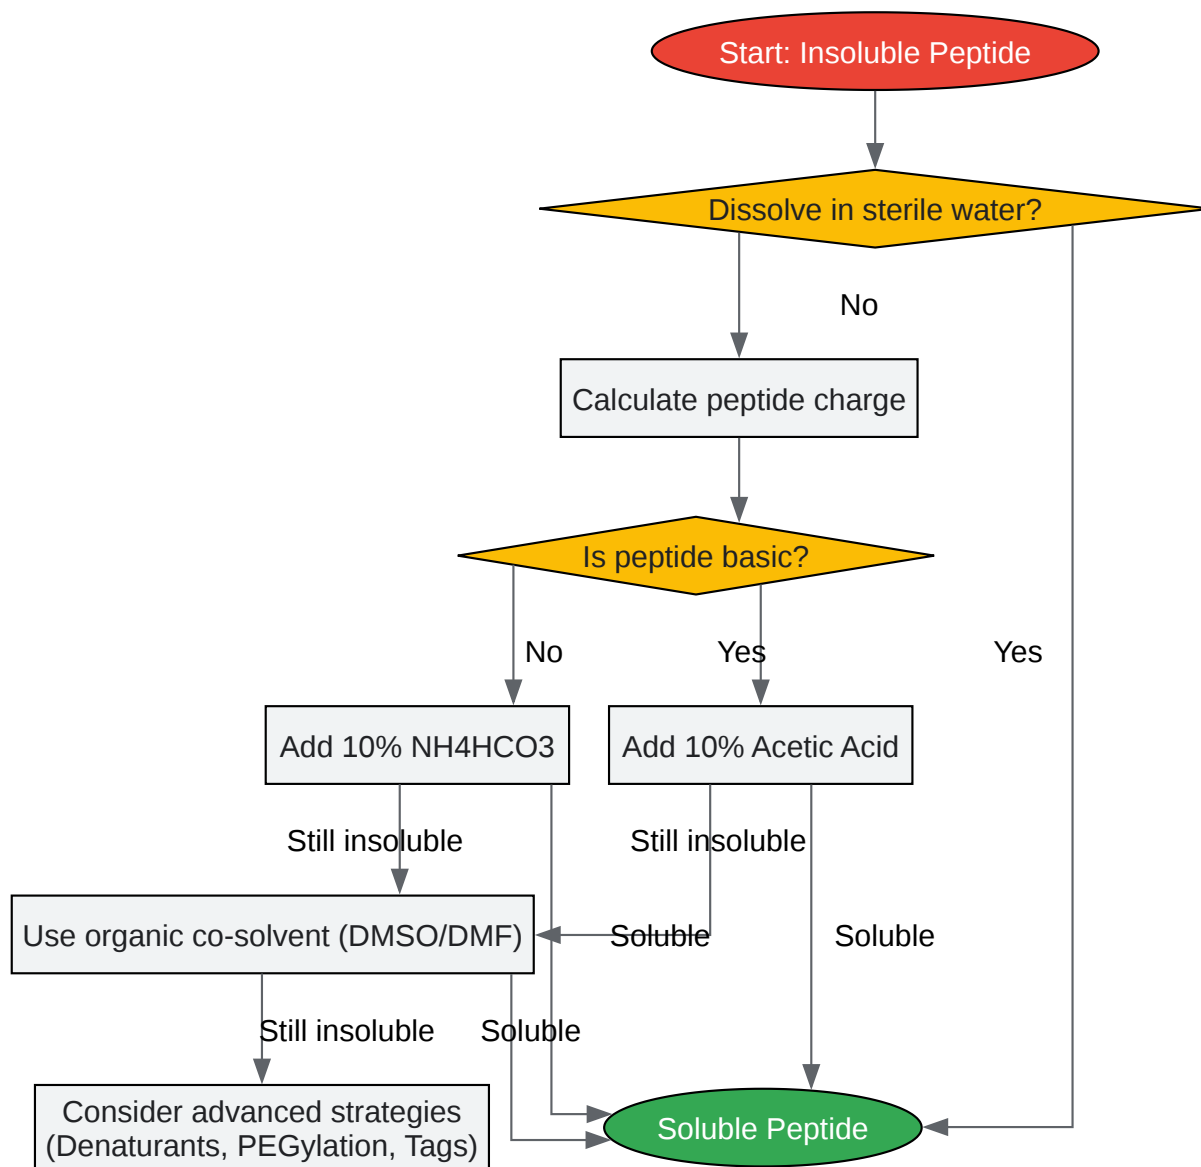 Start: Insoluble Peptide
Dissolve in sterile water?
No
Calculate peptide charge
Is peptide basic?
No
Yes
Yes
Add 10% NH4HCO3
Add 10% Acetic Acid
Still insoluble
Still insoluble
Use organic co-solvent (DMSO/DMF)
Soluble
Soluble
Still insoluble
Soluble
Consider advanced strategies
(Denaturants, PEGylation, Tags)
Soluble Peptide